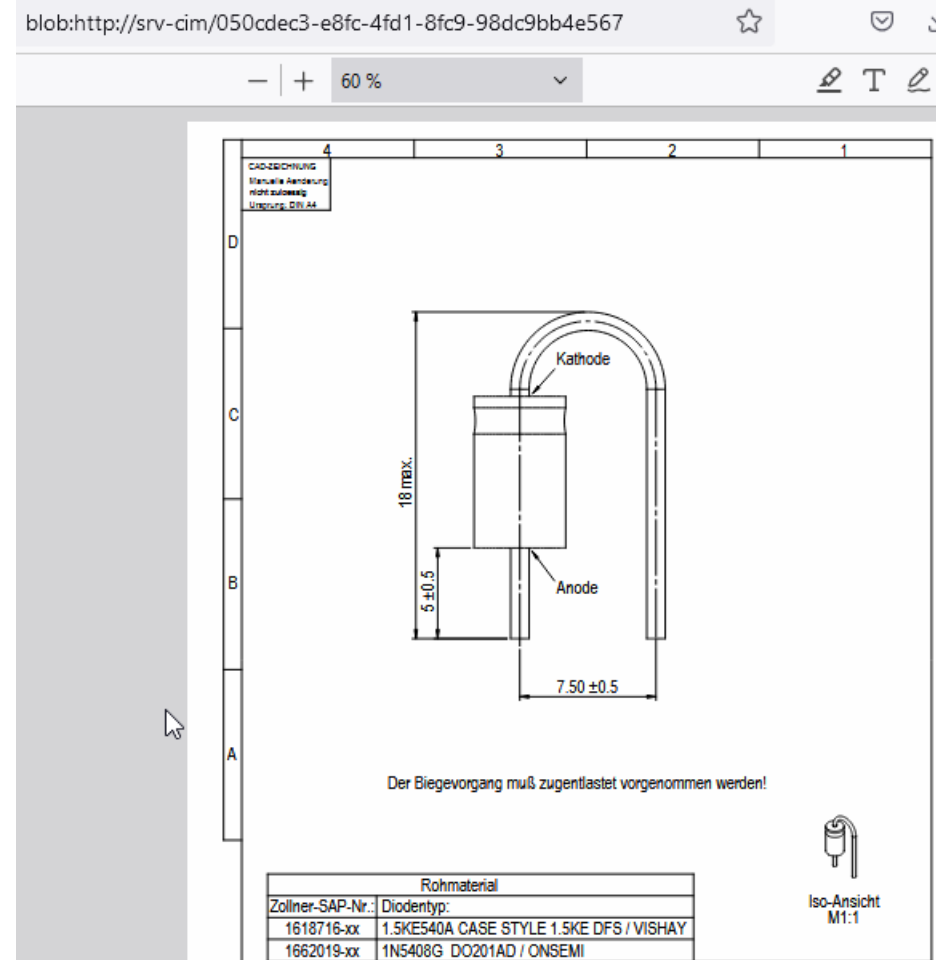 blob:http://srv-cim/050cdec3-e8fc-4fd1-8fc9-98dc9bb4e567
60 %
4 3 2 1
CAD-ZEICHNUNG
Manuelle Aenderung
nicht zulaessig
Ursprung. DIN A4
D
Kathode
C
18 max.
B
5 ±0.5
Anode
7.50 ±0.5
A
Der Biegevorgang muß zugentlastet vorgenommen werden!
Iso-Ansicht
M1:1
Rohmaterial
Zollner-SAP-Nr.: Diodentyp:
1618716-xx 1.5KE540A CASE STYLE 1.5KE DFS / VISHAY
1662019-xx 1N5408G DO201AD / ONSEMI